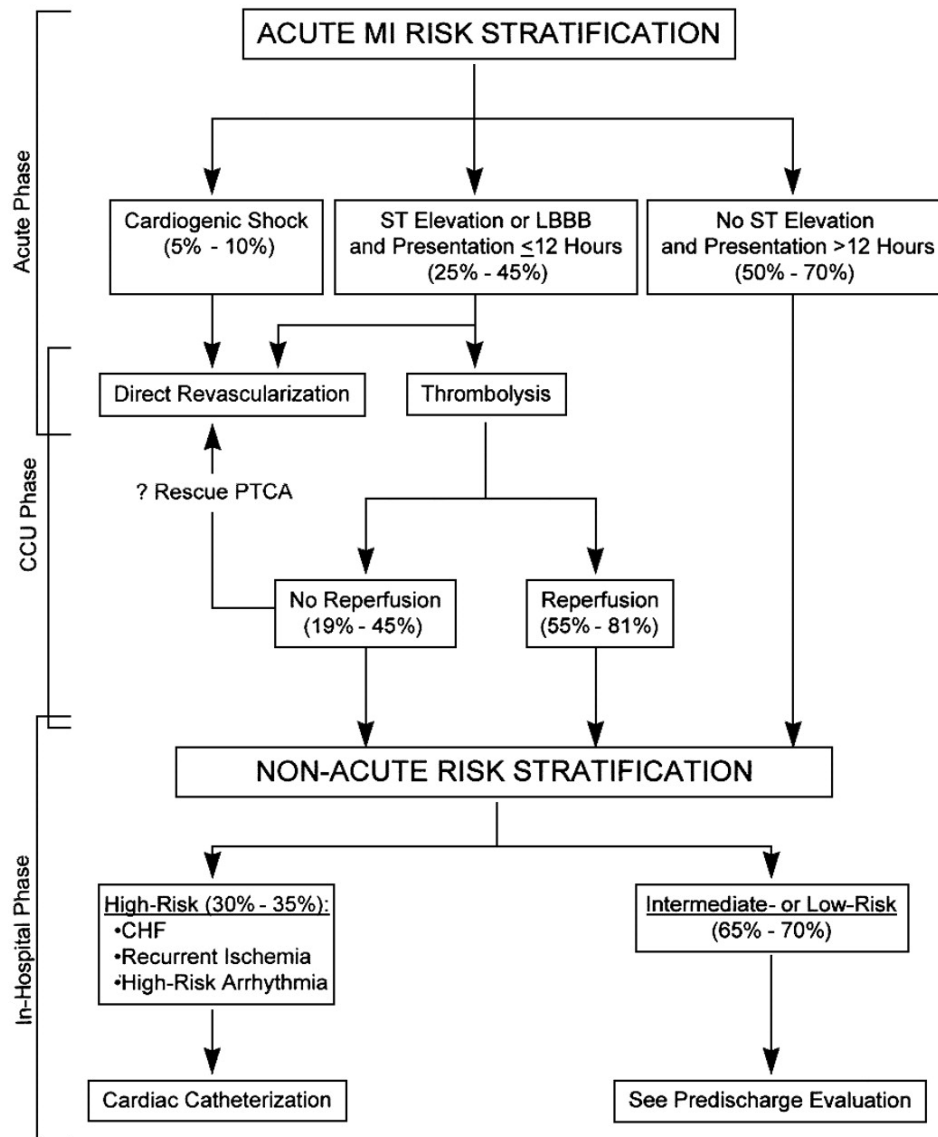 ACUTE MI RISK STRATIFICATION
Acute Phase
Cardiogenic Shock
(5% - 10%)
ST Elevation or LBBB
and Presentation ≤12 Hours
(25% - 45%)
No ST Elevation
and Presentation >12 Hours
(50% - 70%)
Direct Revascularization
Thrombolysis
CCU Phase
? Rescue PTCA
No Reperfusion
(19% - 45%)
Reperfusion
(55% - 81%)
NON-ACUTE RISK STRATIFICATION
In-Hospital Phase
High-Risk (30% - 35%):
•CHF
•Recurrent Ischemia
•High-Risk Arrhythmia
Intermediate- or Low-Risk
(65% - 70%)
Cardiac Catheterization
See Predischarge Evaluation